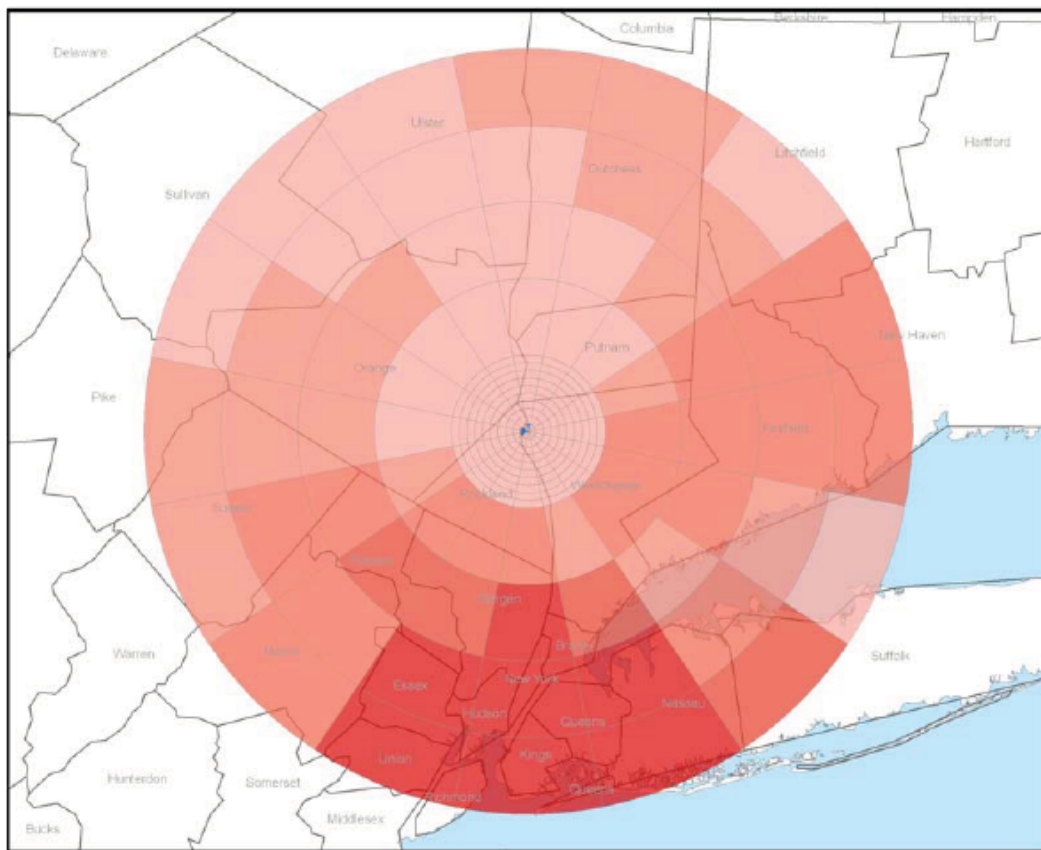 Columbia
Berkshire
Hampden
Delaware
Ulster
Litchfield
Hartford
Dutchess
Sullivan
New Haven
Putnam
Orange
Pike
Fairfield
Westchester
Rockland
Sussex
Passaic
Bergen
Bronx
Morris
Warren
Suffolk
New York
Essex
Nassau
Hudson
Queens
Kings
Union
Hunterdon
Somerset
Queens
Richmond
Middlesex
Bucks